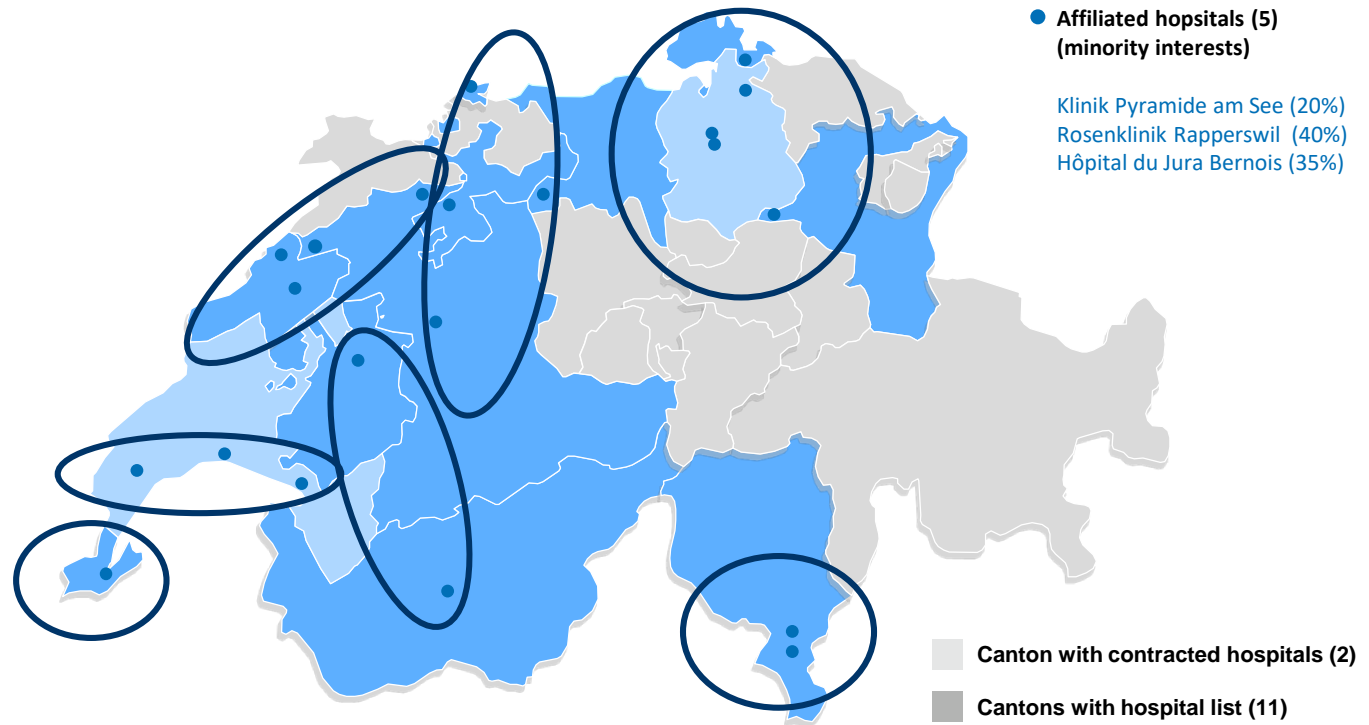 Affiliated hopsitals (5)
(minority interests)
Klinik Pyramide am See (20%)
Rosenklinik Rapperswil (40%)
Hôpital du Jura Bernois (35%)
Canton with contracted hospitals (2)
Cantons with hospital list (11)